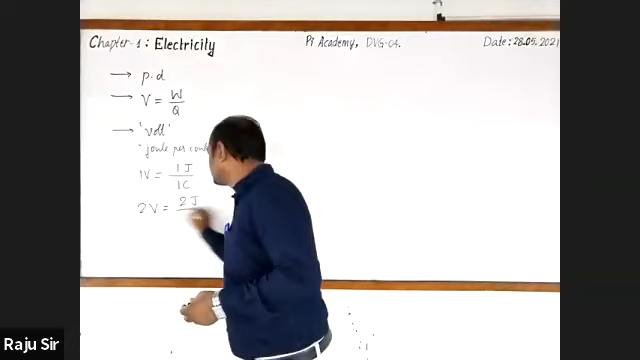 Chapter-1 : Electricity
Pi Academy, DVG-04.
Date: 28.05.2021
→ p.d
→ V = W/Q
→ 'Volt'
'Joule per
1V = 1J/1C
2V = 2J
Raju Sir